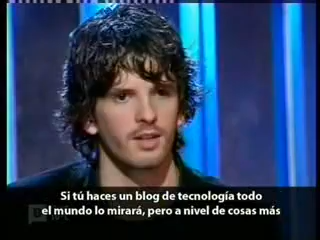 Si tú haces un blog de tecnología todo
el mundo lo mirará, pero a nivel de cosas más